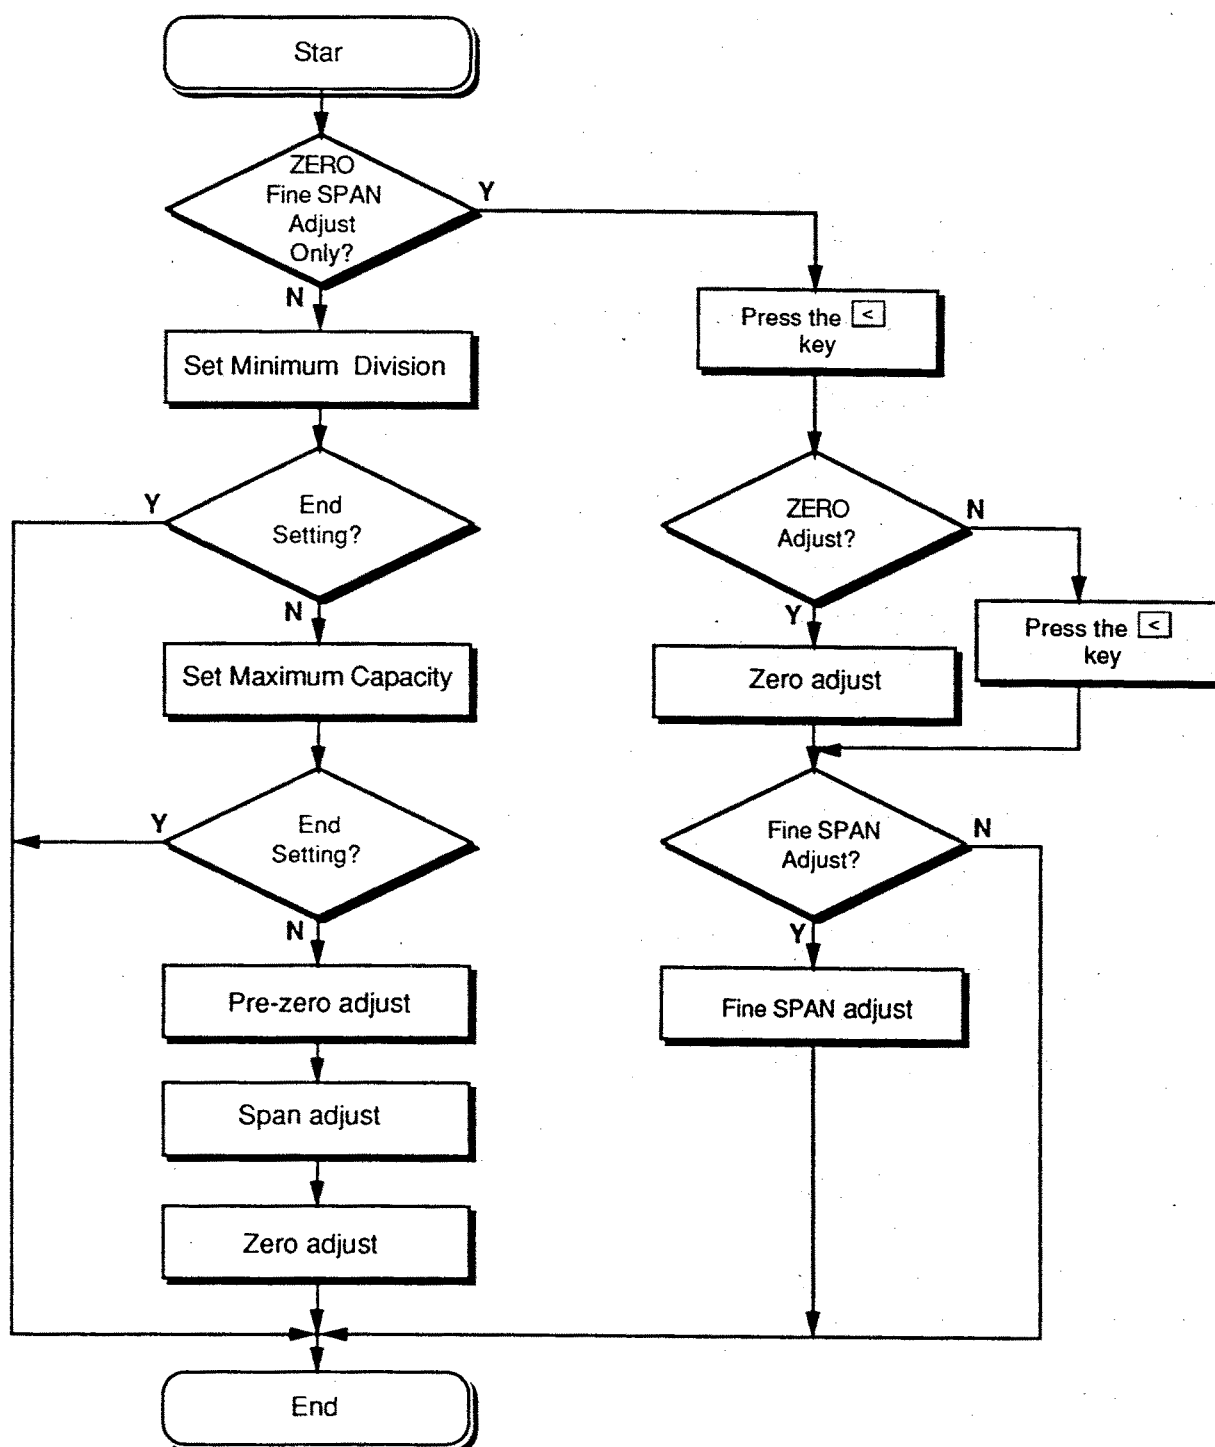 Star
ZERO
Fine SPAN
Adjust
Only?
Y
N
Set Minimum Division
End
Setting?
Y
N
Set Maximum Capacity
End
Setting?
Y
N
Pre-zero adjust
Span adjust
Zero adjust
End
Press the <
key
ZERO
Adjust?
N
Y
Press the <
key
Zero adjust
Fine SPAN
Adjust?
N
Y
Fine SPAN adjust